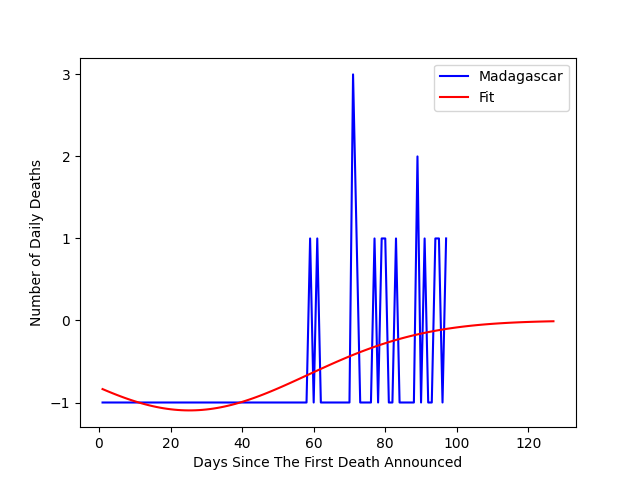 Madagascar
Fit
3
2
1
0
−1
Number of Daily Deaths
0 20 40 60 80 100 120
Days Since The First Death Announced